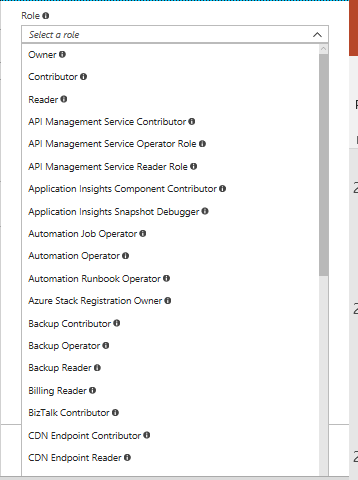 Role
Select a role
Owner
Contributor
Reader
API Management Service Contributor
API Management Service Operator Role
API Management Service Reader Role
Application Insights Component Contributor
Application Insights Snapshot Debugger
Automation Job Operator
Automation Operator
Automation Runbook Operator
Azure Stack Registration Owner
Backup Contributor
Backup Operator
Backup Reader
Billing Reader
BizTalk Contributor
CDN Endpoint Contributor
CDN Endpoint Reader